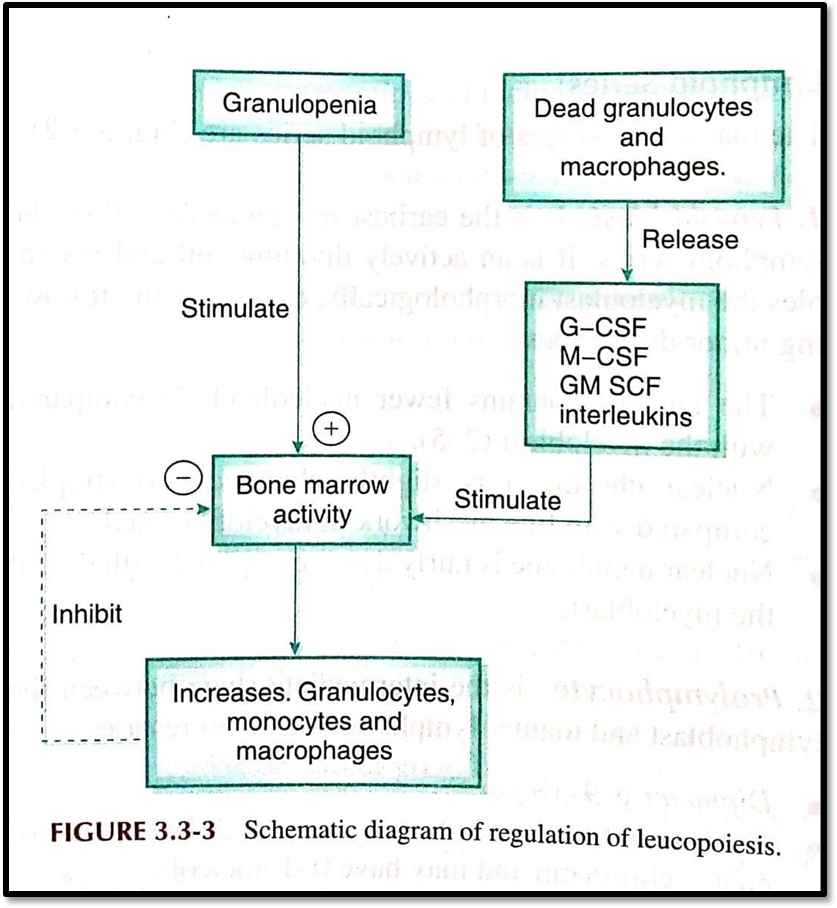 Granulopenia
Dead granulocytes
and
macrophages.
Release
Stimulate
G–CSF
M–CSF
GM SCF
interleukins
+
–
Bone marrow
activity
Stimulate
Inhibit
Increases. Granulocytes,
monocytes and
macrophages
FIGURE 3.3-3 Schematic diagram of regulation of leucopoiesis.